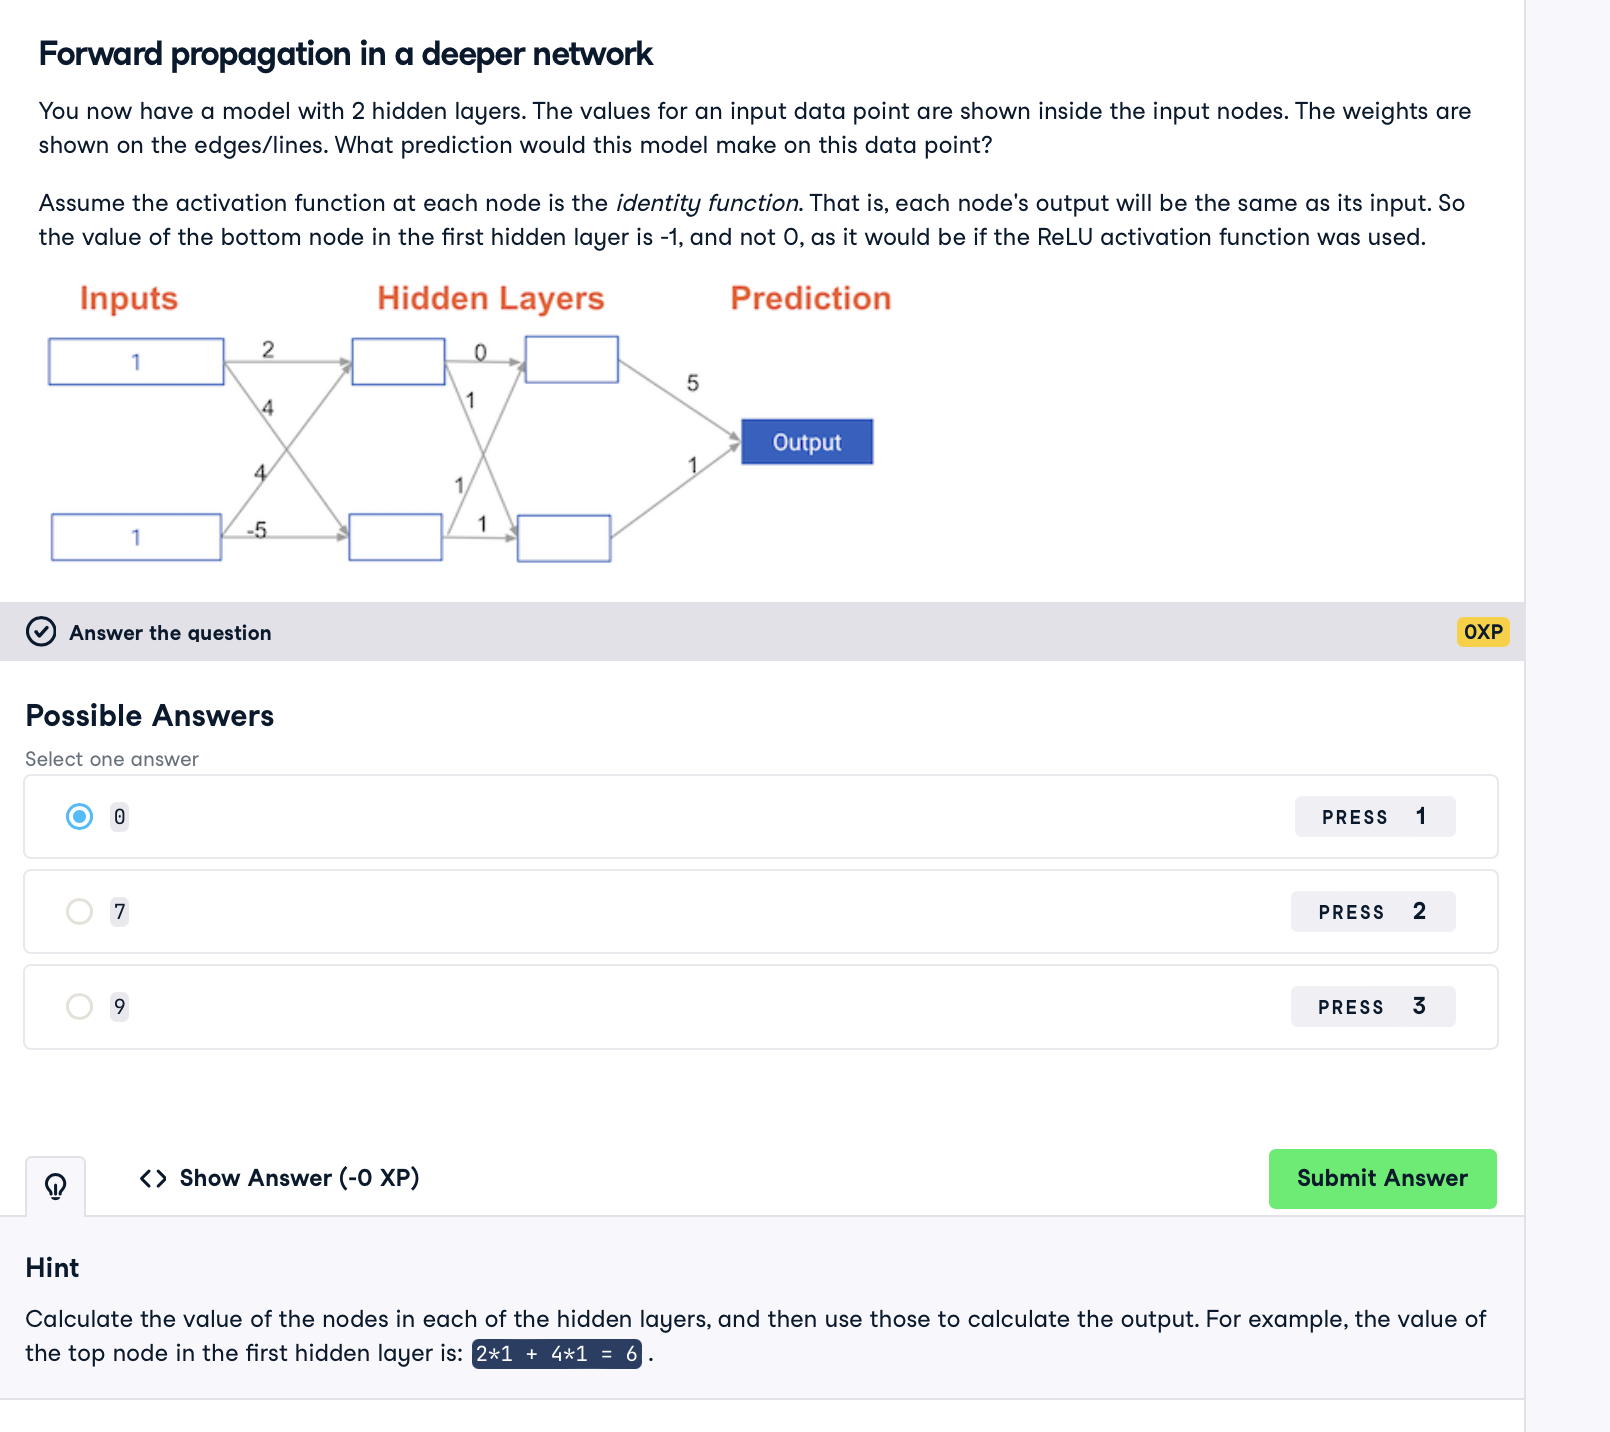 Forward propagation in a deeper network
You now have a model with 2 hidden layers. The values for an input data point are shown inside the input nodes. The weights are
shown on the edges/lines. What prediction would this model make on this data point?
Assume the activation function at each node is the identity function. That is, each node's output will be the same as its input. So
the value of the bottom node in the first hidden layer is -1, and not 0, as it would be if the ReLU activation function was used.
Inputs Hidden Layers Prediction
1 2 0
5
4 1
Output
4 1 1
1 -5 1
Answer the question 0XP
Possible Answers
Select one answer
0 PRESS 1
7 PRESS 2
9 PRESS 3
<> Show Answer (-0 XP) Submit Answer
Hint
Calculate the value of the nodes in each of the hidden layers, and then use those to calculate the output. For example, the value of
the top node in the first hidden layer is: 2*1 + 4*1 = 6 .